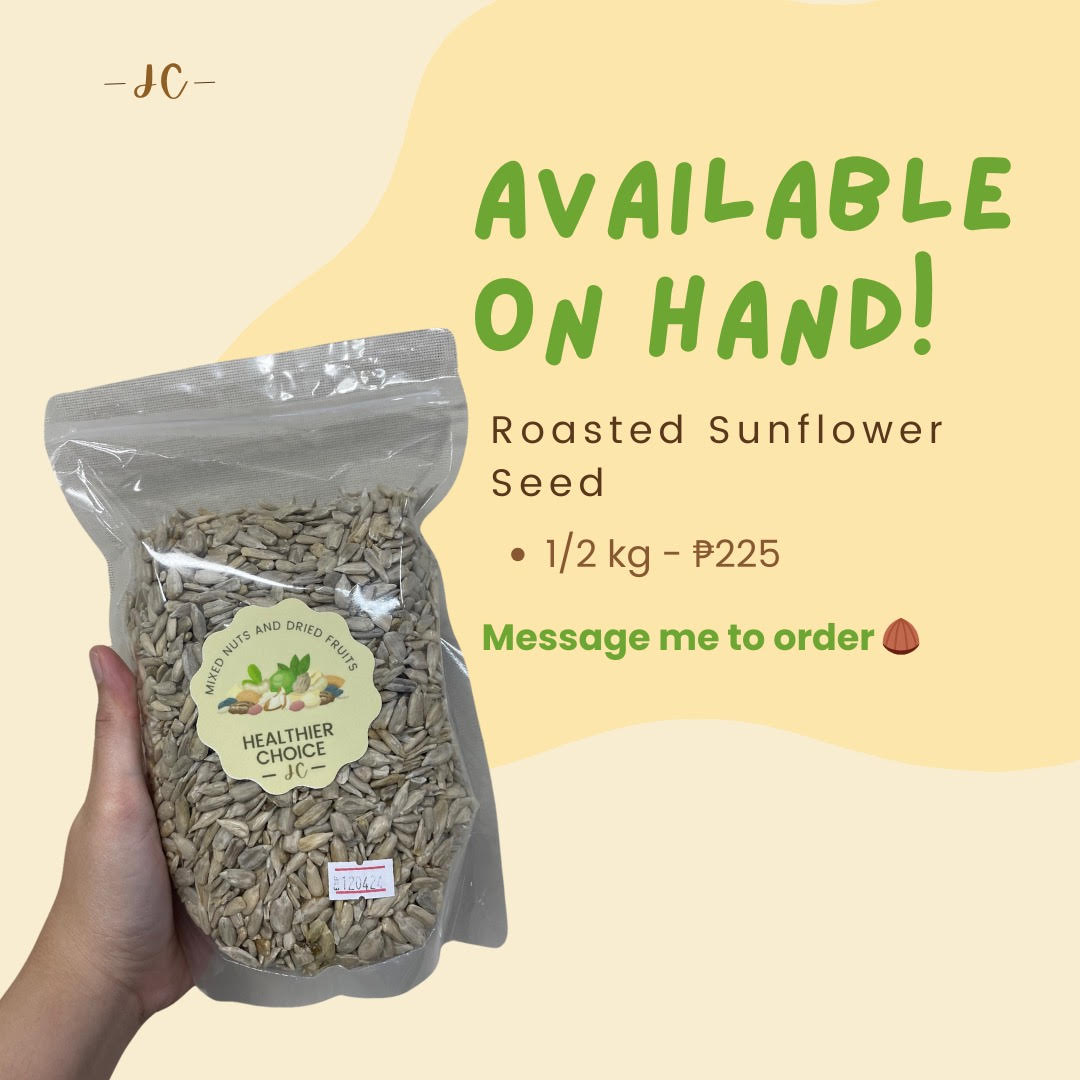 – JC –
AVAILABLE
ON HAND!
Roasted Sunflower
Seed
• 1/2 kg - ₱225
Message me to order
MIXED NUTS AND DRIED FRUITS
HEALTHIER
CHOICE
– JC –
120424